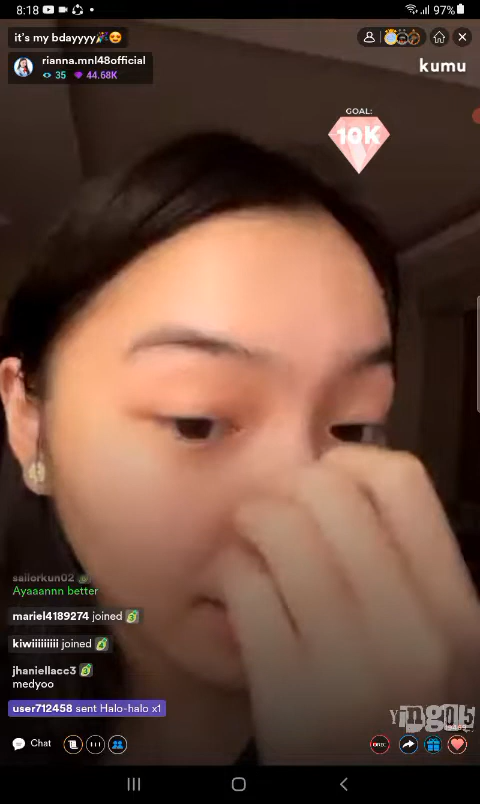 8:18
97%
it's my bdayyyy🎉😍
rianna.mnl48official
35 44.68K
kumu
GOAL:
10K
sailorkun02
Ayaaannn better
mariel4189274 joined
kiwiiiiiiiii joined
jhaniellacc3
medyoo
user712458 sent Halo-halo x1
Chat